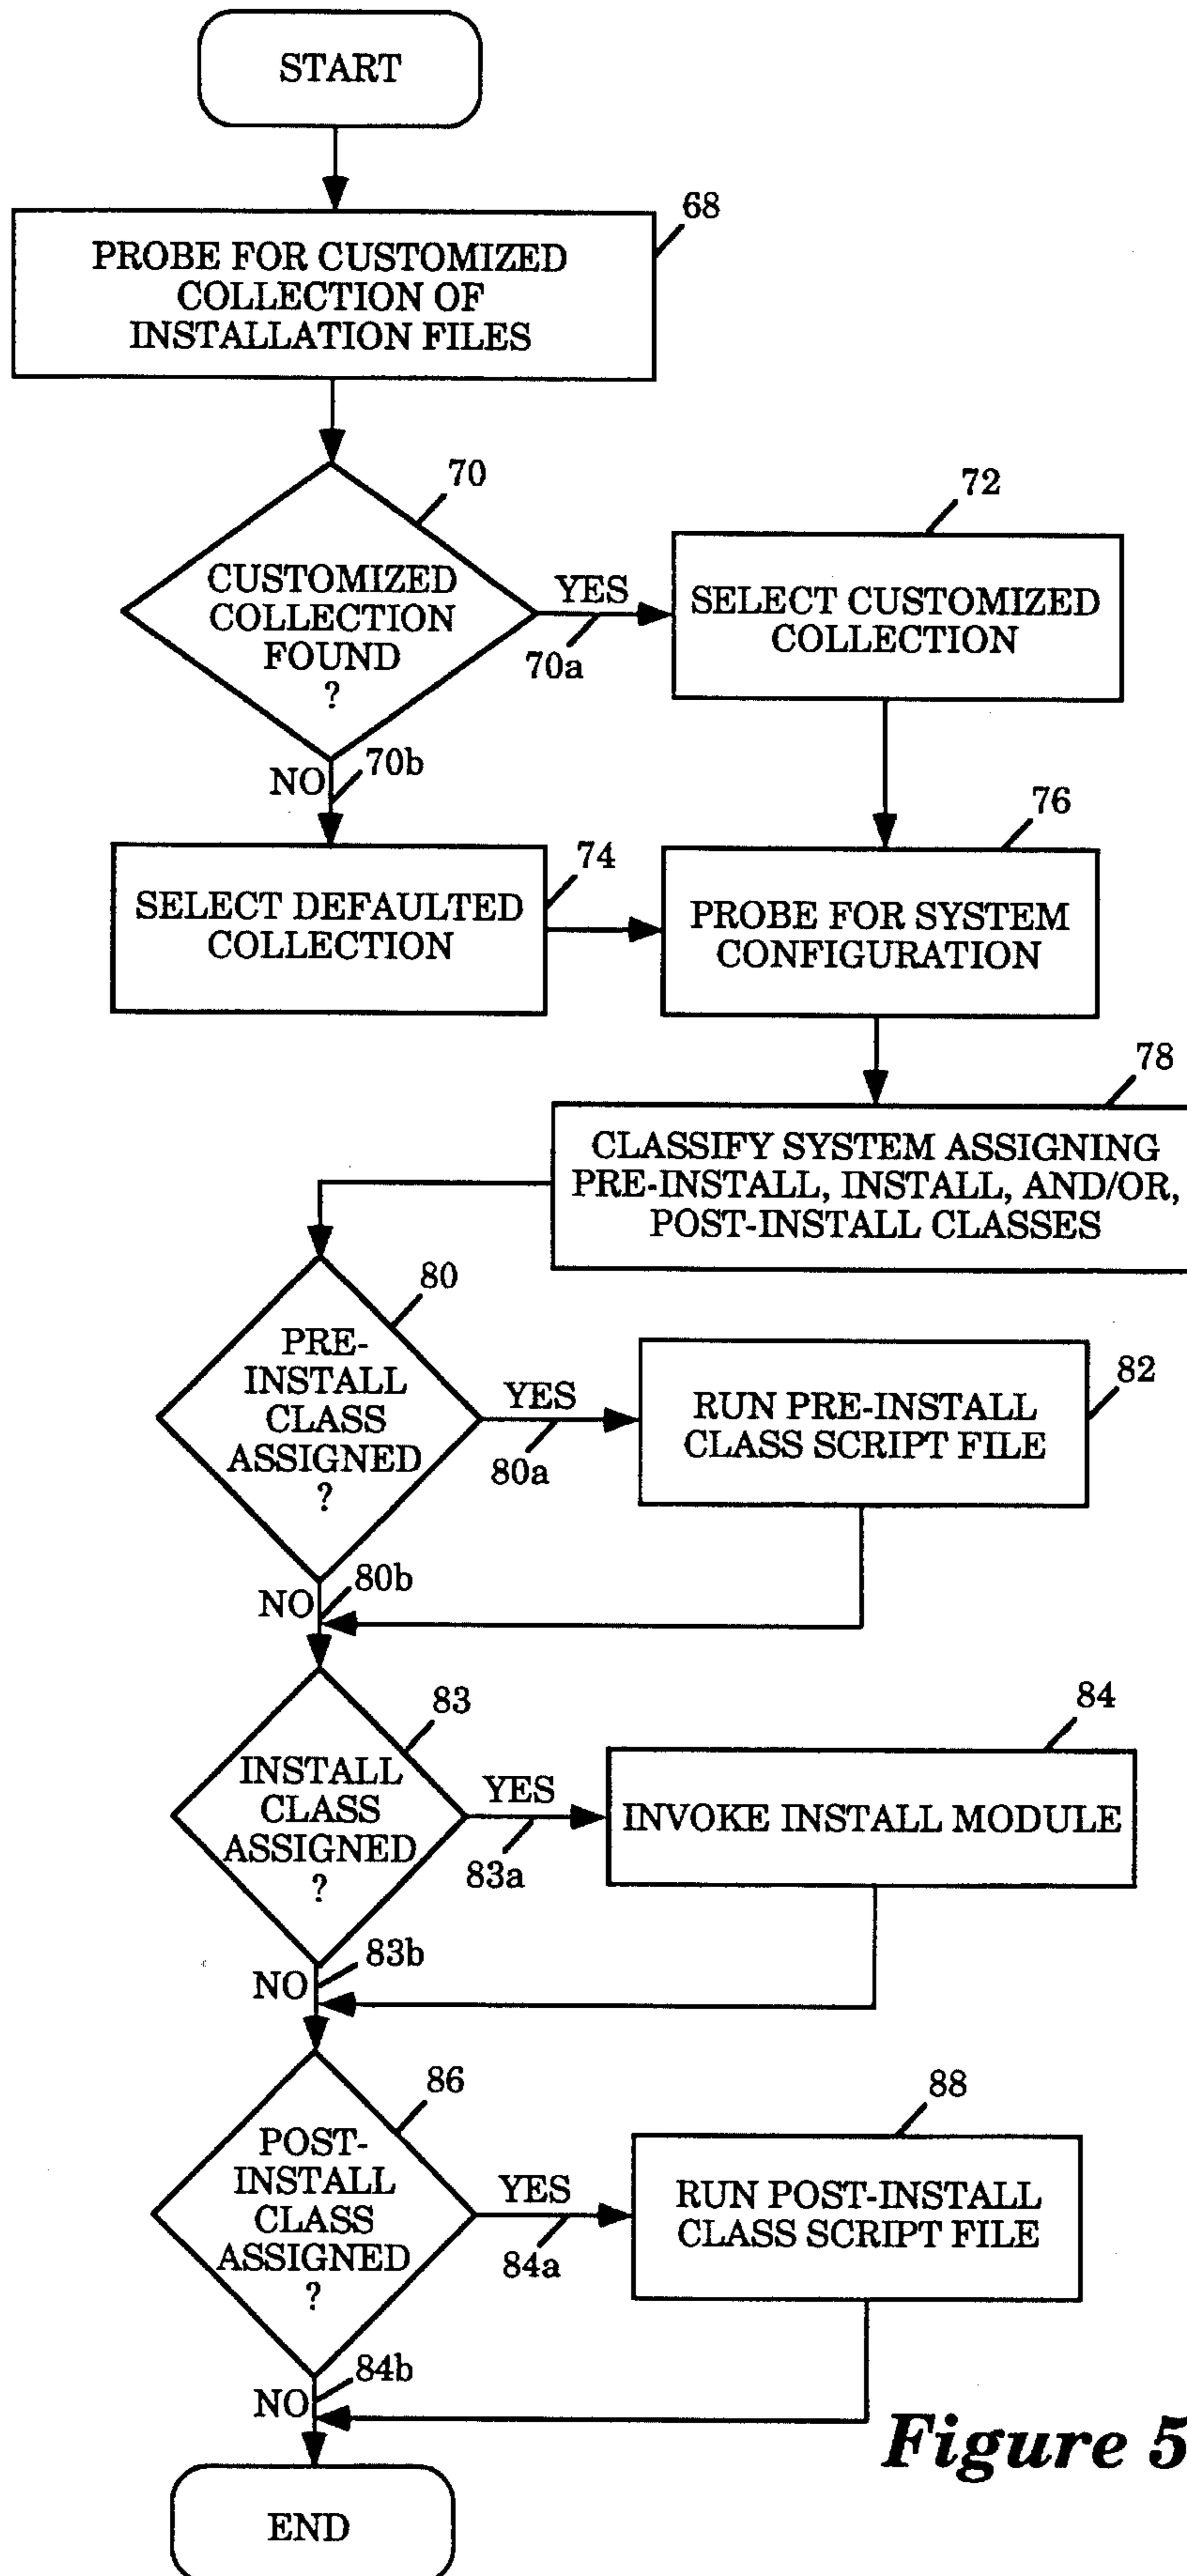 START
68
PROBE FOR CUSTOMIZED
COLLECTION OF
INSTALLATION FILES
70
CUSTOMIZED
COLLECTION
FOUND
?
YES
70a
72
SELECT CUSTOMIZED
COLLECTION
NO
70b
74
SELECT DEFAULTED
COLLECTION
76
PROBE FOR SYSTEM
CONFIGURATION
78
CLASSIFY SYSTEM ASSIGNING
PRE-INSTALL, INSTALL, AND/OR,
POST-INSTALL CLASSES
80
PRE-
INSTALL
CLASS
ASSIGNED
?
YES
80a
82
RUN PRE-INSTALL
CLASS SCRIPT FILE
NO
80b
83
INSTALL
CLASS
ASSIGNED
?
YES
83a
84
INVOKE INSTALL MODULE
NO
83b
86
POST-
INSTALL
CLASS
ASSIGNED
?
YES
84a
88
RUN POST-INSTALL
CLASS SCRIPT FILE
NO
84b
END
Figure 5